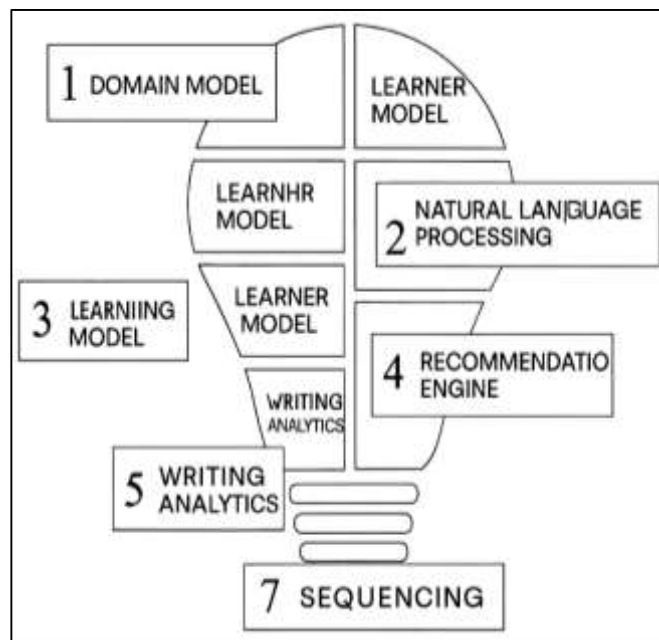 1 DOMAIN MODEL
LEARNER
MODEL
LEARNHR
MODEL
2 NATURAL LAN|GUAGE
PROCESSING
LEARNER
MODEL
3 LEARNIING
MODEL
4 RECOMMENDATIO
ENGINE
WRITING
ANALYTICS
5 WRITING
ANALYTICS
7 SEQUENCING